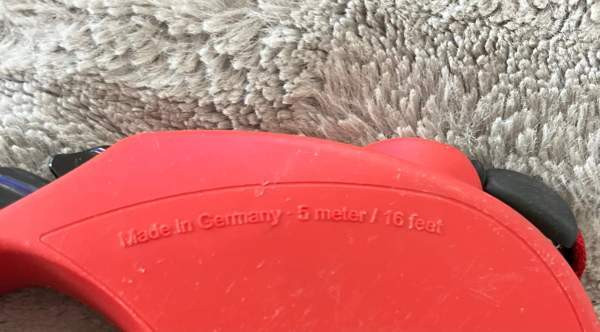 Made in Germany - 5 meter / 16 feet